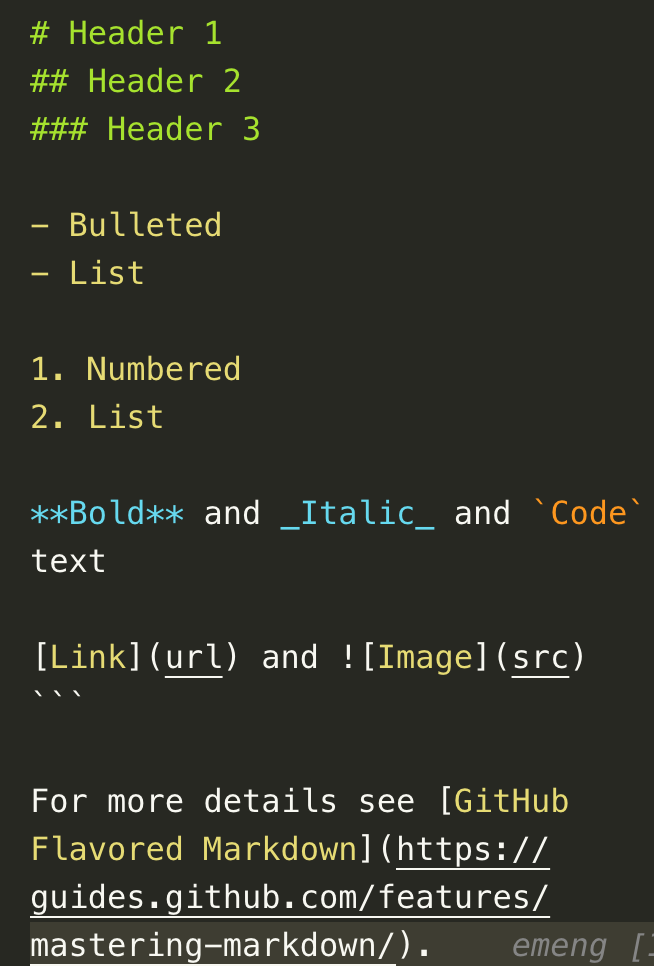 # Header 1
## Header 2
### Header 3
- Bulleted
- List
1. Numbered
2. List
**Bold** and _Italic_ and `Code`
text
[Link](url) and ![Image](src)
```
For more details see [GitHub
Flavored Markdown](https://
guides.github.com/features/
mastering-markdown/). emeng [